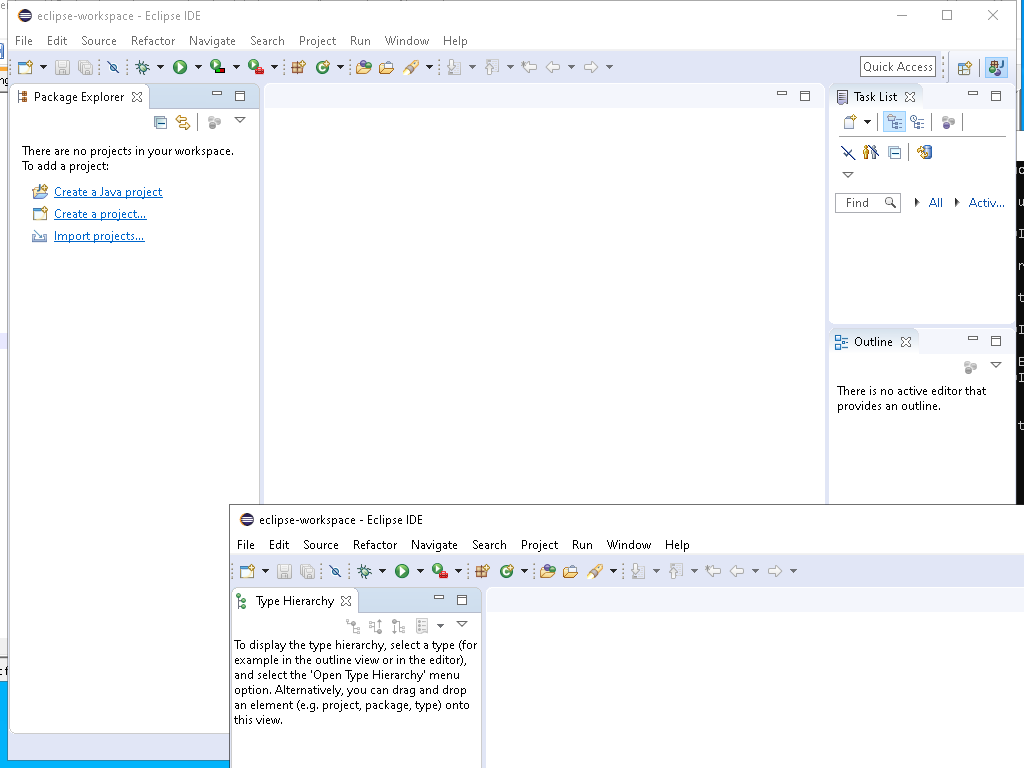 eclipse-workspace - Eclipse IDE
File Edit Source Refactor Navigate Search Project Run Window Help
Quick Access
Package Explorer
There are no projects in your workspace.
To add a project:
Create a Java project
Create a project...
Import projects...
Task List
Find
All
Activ...
Outline
There is no active editor that
provides an outline.
eclipse-workspace - Eclipse IDE
File Edit Source Refactor Navigate Search Project Run Window Help
Type Hierarchy
To display the type hierarchy, select a type (for
example in the outline view or in the editor),
and select the 'Open Type Hierarchy' menu
option. Alternatively, you can drag and drop
an element (e.g. project, package, type) onto
this view.